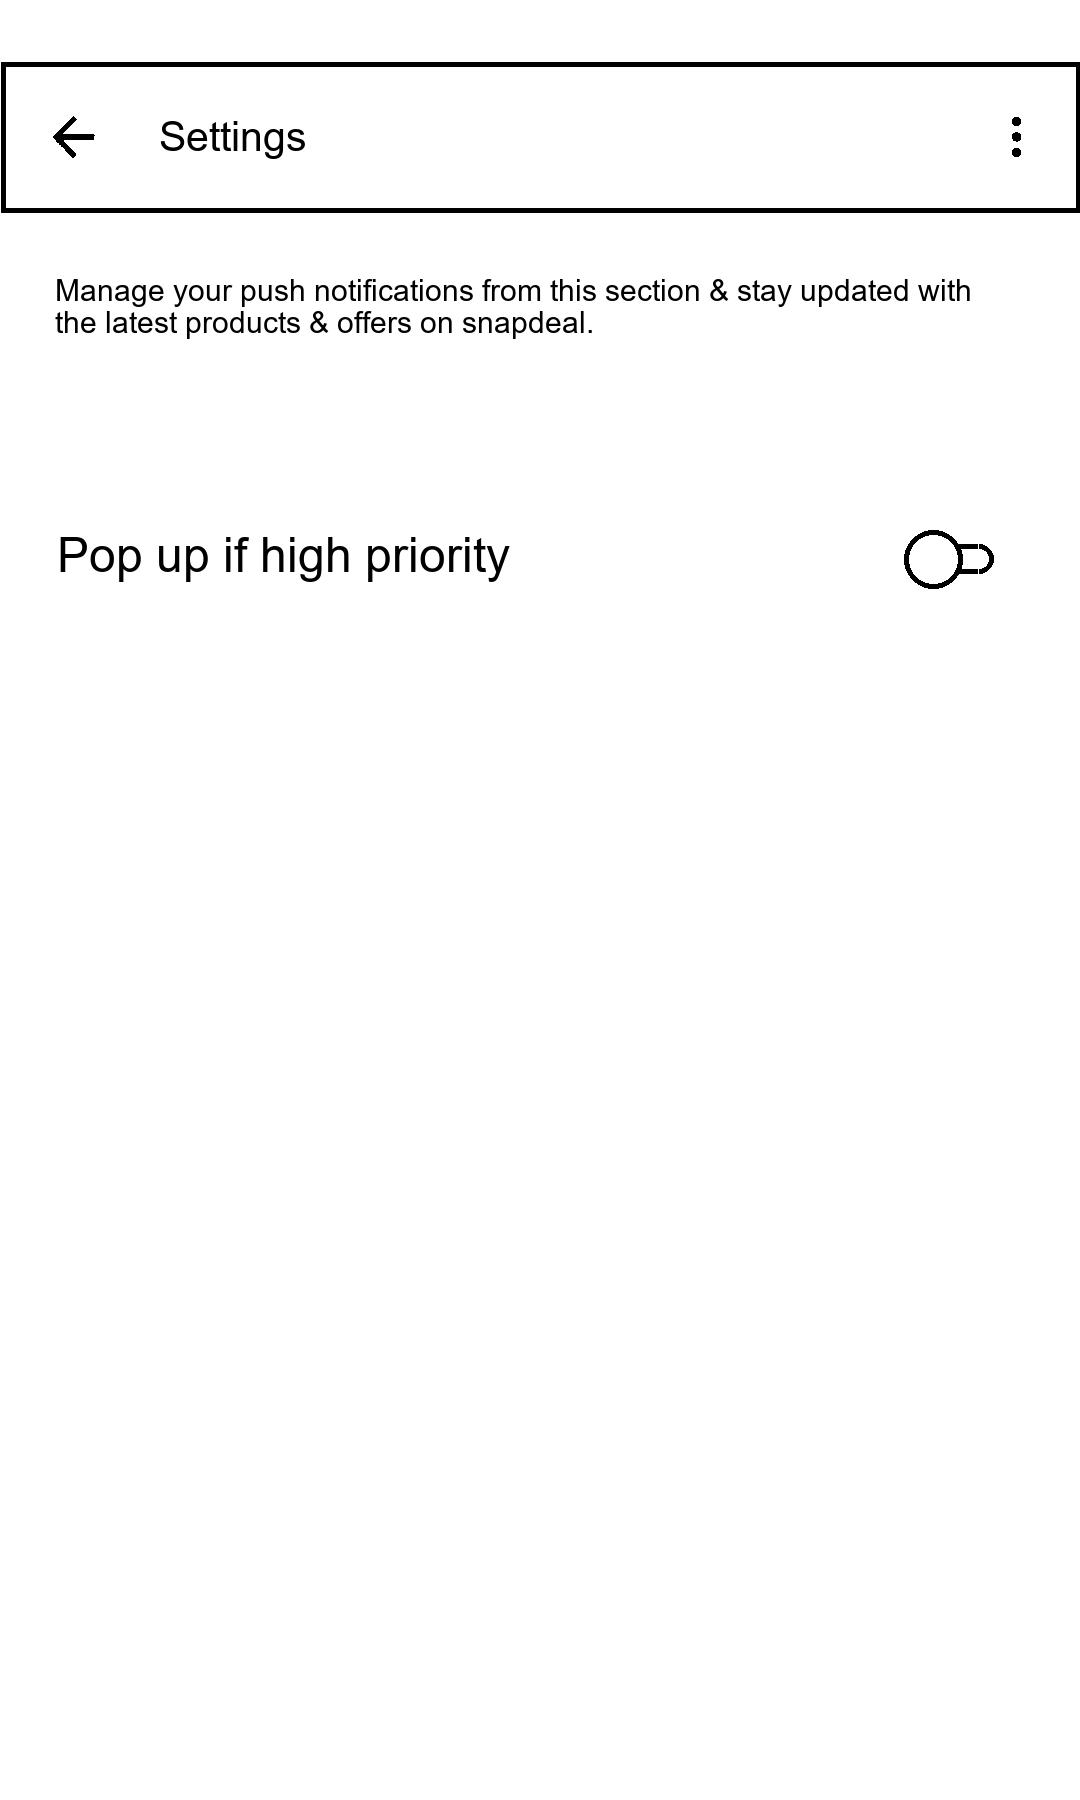 Settings
Manage your push notifications from this section & stay updated with
the latest products & offers on snapdeal.
Pop up if high priority